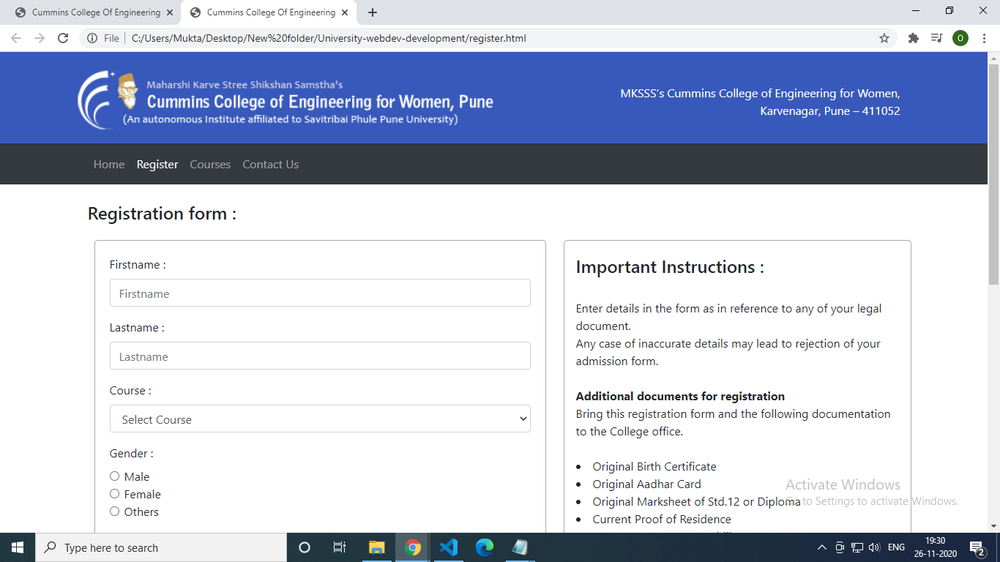 Cummins College Of Engineering
Cummins College Of Engineering
File
C:/Users/Mukta/Desktop/New%20folder/University-webdev-development/register.html
O
Maharshi Karve Stree Shikshan Samstha's
Cummins College of Engineering for Women, Pune
(An autonomous Institute affiliated to Savitribai Phule Pune University)
MKSSS's Cummins College of Engineering for Women,
Karvenagar, Pune – 411052
Home Register Courses Contact Us
Registration form :
Firstname :
Firstname
Lastname :
Lastname
Course :
Select Course
Gender :
Male
Female
Others
Important Instructions :
Enter details in the form as in reference to any of your legal
document.
Any case of inaccurate details may lead to rejection of your
admission form.
Additional documents for registration
Bring this registration form and the following documentation
to the College office.
• Original Birth Certificate
• Original Aadhar Card
• Original Marksheet of Std.12 or Diploma
• Current Proof of Residence
Activate Windows
Go to Settings to activate Windows.
Type here to search
ENG
19:30
26-11-2020
2